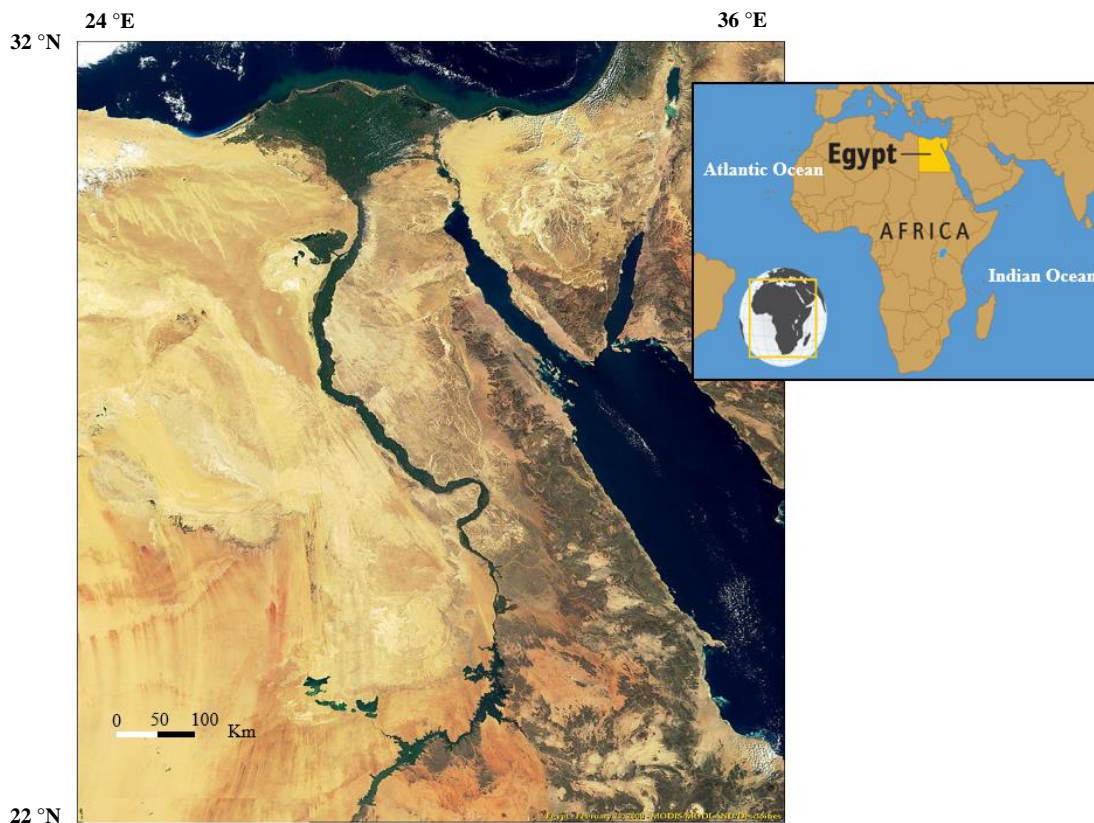 24 °E
36 °E
32 °N
Egypt
Atlantic Ocean
AFRICA
Indian Ocean
0 50 100
Km
22 °N